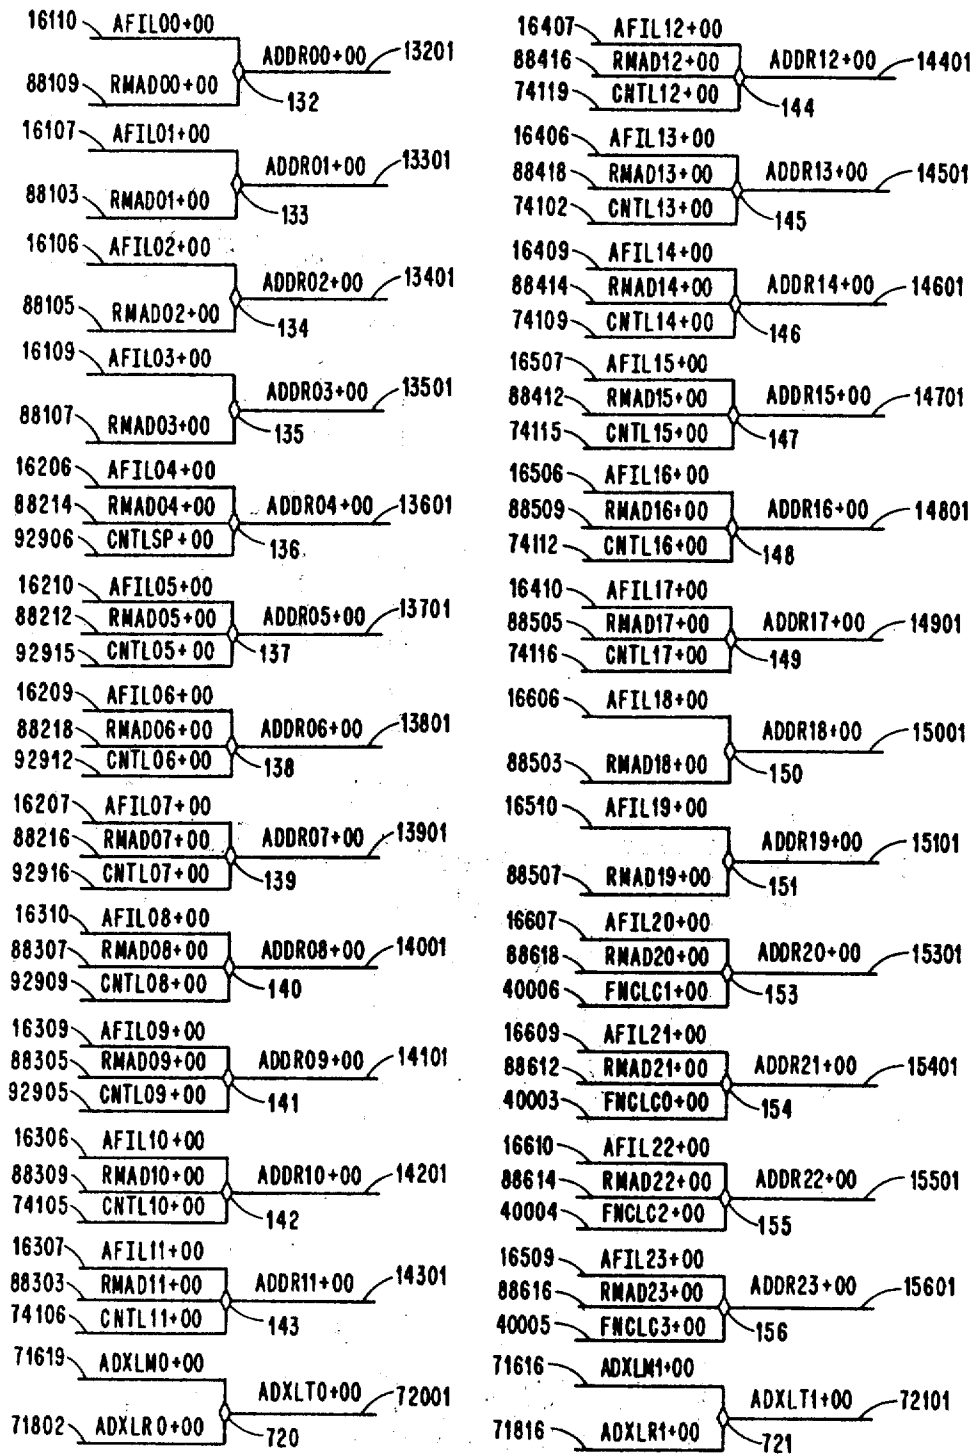 16110 AFIL00+00
ADDR00+00 13201
88109 RMAD00+00 132
16107 AFIL01+00
ADDR01+00 13301
88103 RMAD01+00 133
16106 AFIL02+00
ADDR02+00 13401
88105 RMAD02+00 134
16109 AFIL03+00
ADDR03+00 13501
88107 RMAD03+00 135
16206 AFIL04+00
88214 RMAD04+00 ADDR04+00 13601
92906 CNTLSP+00 136
16210 AFIL05+00
88212 RMAD05+00 ADDR05+00 13701
92915 CNTL05+00 137
16209 AFIL06+00
88218 RMAD06+00 ADDR06+00 13801
92912 CNTL06+00 138
16207 AFIL07+00
88216 RMAD07+00 ADDR07+00 13901
92916 CNTL07+00 139
16310 AFIL08+00
88307 RMAD08+00 ADDR08+00 14001
92909 CNTL08+00 140
16309 AFIL09+00
88305 RMAD09+00 ADDR09+00 14101
92905 CNTL09+00 141
16306 AFIL10+00
88309 RMAD10+00 ADDR10+00 14201
74105 CNTL10+00 142
16307 AFIL11+00
88303 RMAD11+00 ADDR11+00 14301
74106 CNTL11+00 143
71619 ADXLM0+00
ADXLT0+00 72001
71802 ADXLR0+00 720
16407 AFIL12+00
88416 RMAD12+00 ADDR12+00 14401
74119 CNTL12+00 144
16406 AFIL13+00
88418 RMAD13+00 ADDR13+00 14501
74102 CNTL13+00 145
16409 AFIL14+00
88414 RMAD14+00 ADDR14+00 14601
74109 CNTL14+00 146
16507 AFIL15+00
88412 RMAD15+00 ADDR15+00 14701
74115 CNTL15+00 147
16506 AFIL16+00
88509 RMAD16+00 ADDR16+00 14801
74112 CNTL16+00 148
16410 AFIL17+00
88505 RMAD17+00 ADDR17+00 14901
74116 CNTL17+00 149
16606 AFIL18+00
ADDR18+00 15001
88503 RMAD18+00 150
16510 AFIL19+00
ADDR19+00 15101
88507 RMAD19+00 151
16607 AFIL20+00
88618 RMAD20+00 ADDR20+00 15301
40006 FNCLC1+00 153
16609 AFIL21+00
88612 RMAD21+00 ADDR21+00 15401
40003 FNCLC0+00 154
16610 AFIL22+00
88614 RMAD22+00 ADDR22+00 15501
40004 FNCLC2+00 155
16509 AFIL23+00
88616 RMAD23+00 ADDR23+00 15601
40005 FNCLC3+00 156
71616 ADXLM1+00
ADXLT1+00 72101
71816 ADXLR1+00 721